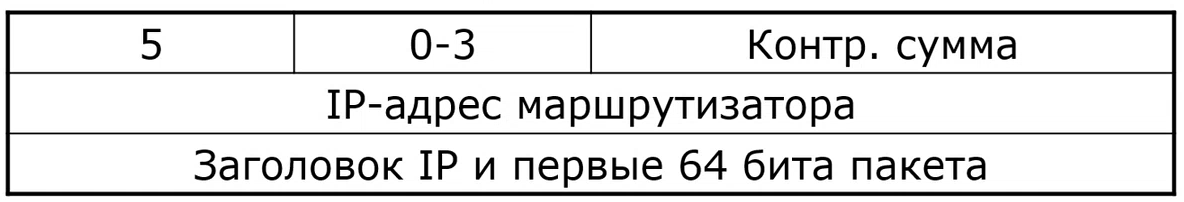 5 0-3 Контр. сумма
IP-адрес маршрутизатора
Заголовок IP и первые 64 бита пакета